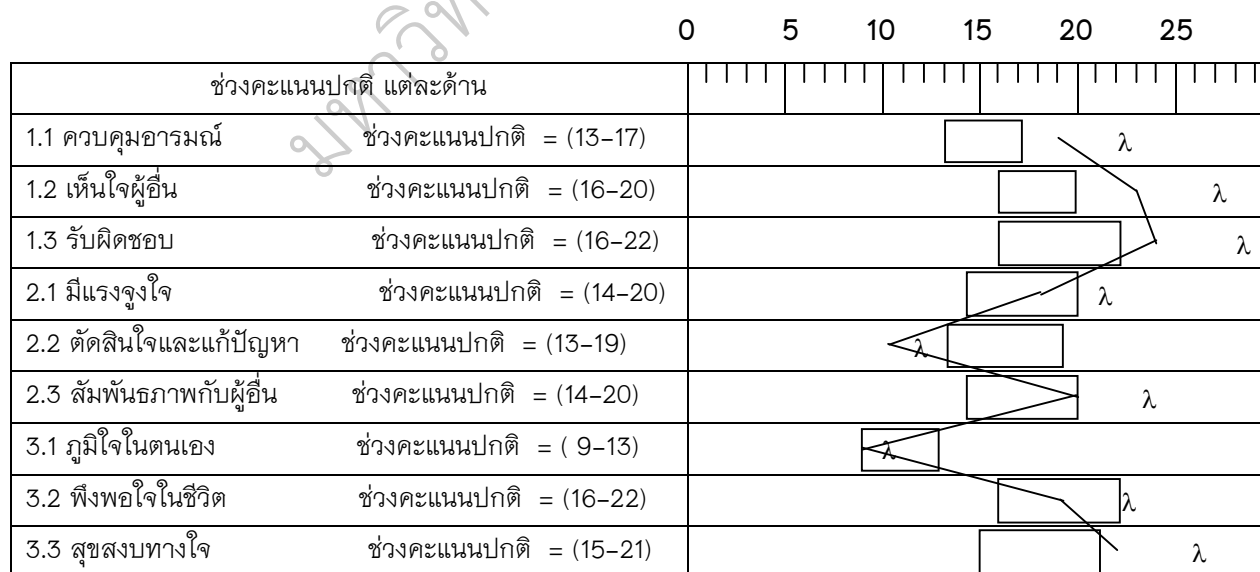 0 5 10 15 20 25
ช่วงคะแนนปกติ แต่ละด้าน
1.1 ควบคุมอารมณ์ ช่วงคะแนนปกติ = (13–17) λ
1.2 เห็นใจผู้อื่น ช่วงคะแนนปกติ = (16–20) λ
1.3 รับผิดชอบ ช่วงคะแนนปกติ = (16–22) λ
2.1 มีแรงจูงใจ ช่วงคะแนนปกติ = (14–20) λ
2.2 ตัดสินใจและแก้ปัญหา ช่วงคะแนนปกติ = (13–19) λ
2.3 สัมพันธภาพกับผู้อื่น ช่วงคะแนนปกติ = (14–20) λ
3.1 ภูมิใจในตนเอง ช่วงคะแนนปกติ = ( 9–13) λ
3.2 พึงพอใจในชีวิต ช่วงคะแนนปกติ = (16–22) λ
3.3 สุขสงบทางใจ ช่วงคะแนนปกติ = (15–21) λ